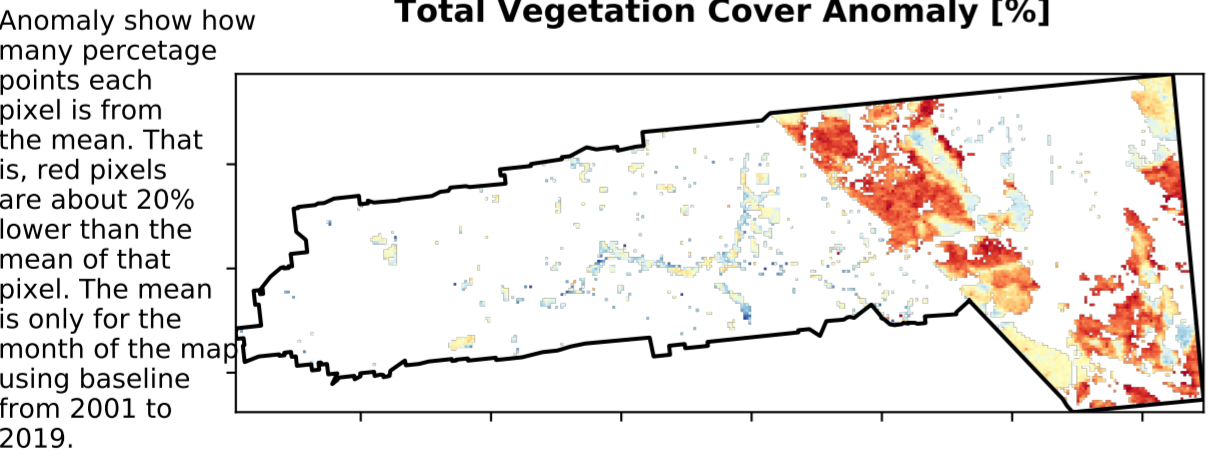 Total Vegetation Cover Anomaly [%]
Anomaly show how
many percetage
points each
pixel is from
the mean. That
is, red pixels
are about 20%
lower than the
mean of that
pixel. The mean
is only for the
month of the map
using baseline
from 2001 to
2019.